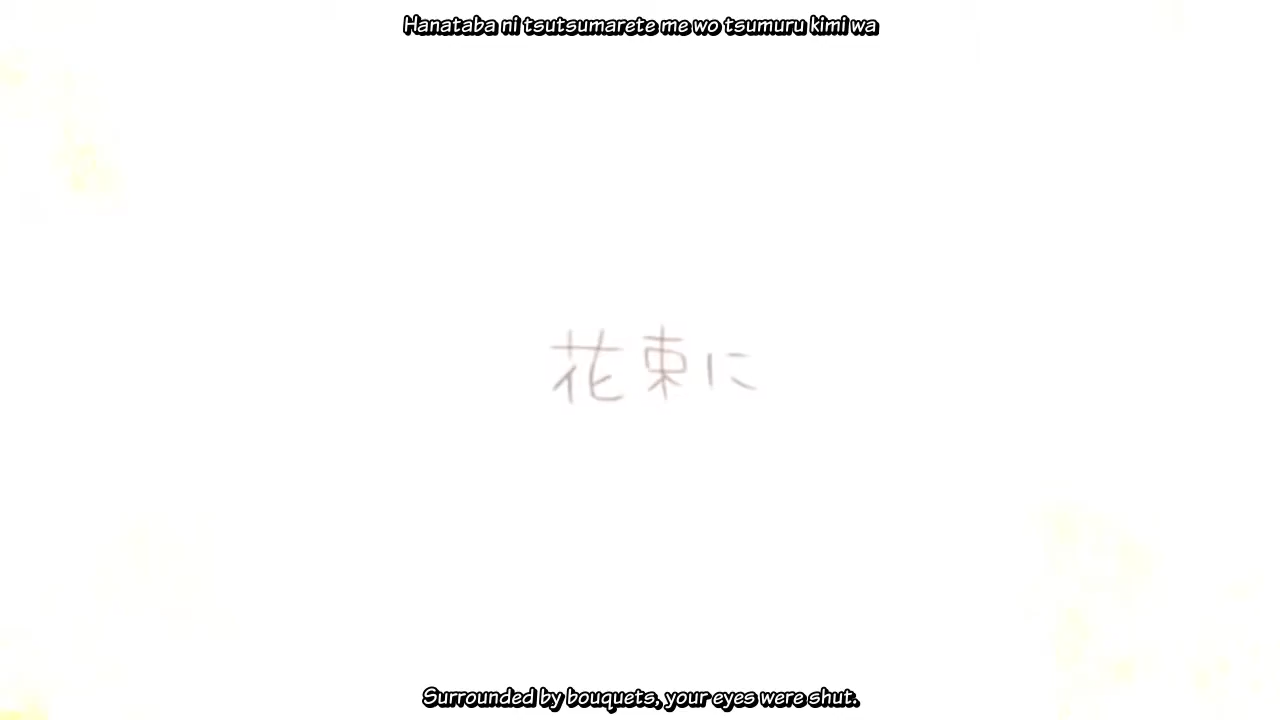 Hanataba ni tsutsumarete me wo tsumuru kimi wa
花束に
Surrounded by bouquets, your eyes were shut.